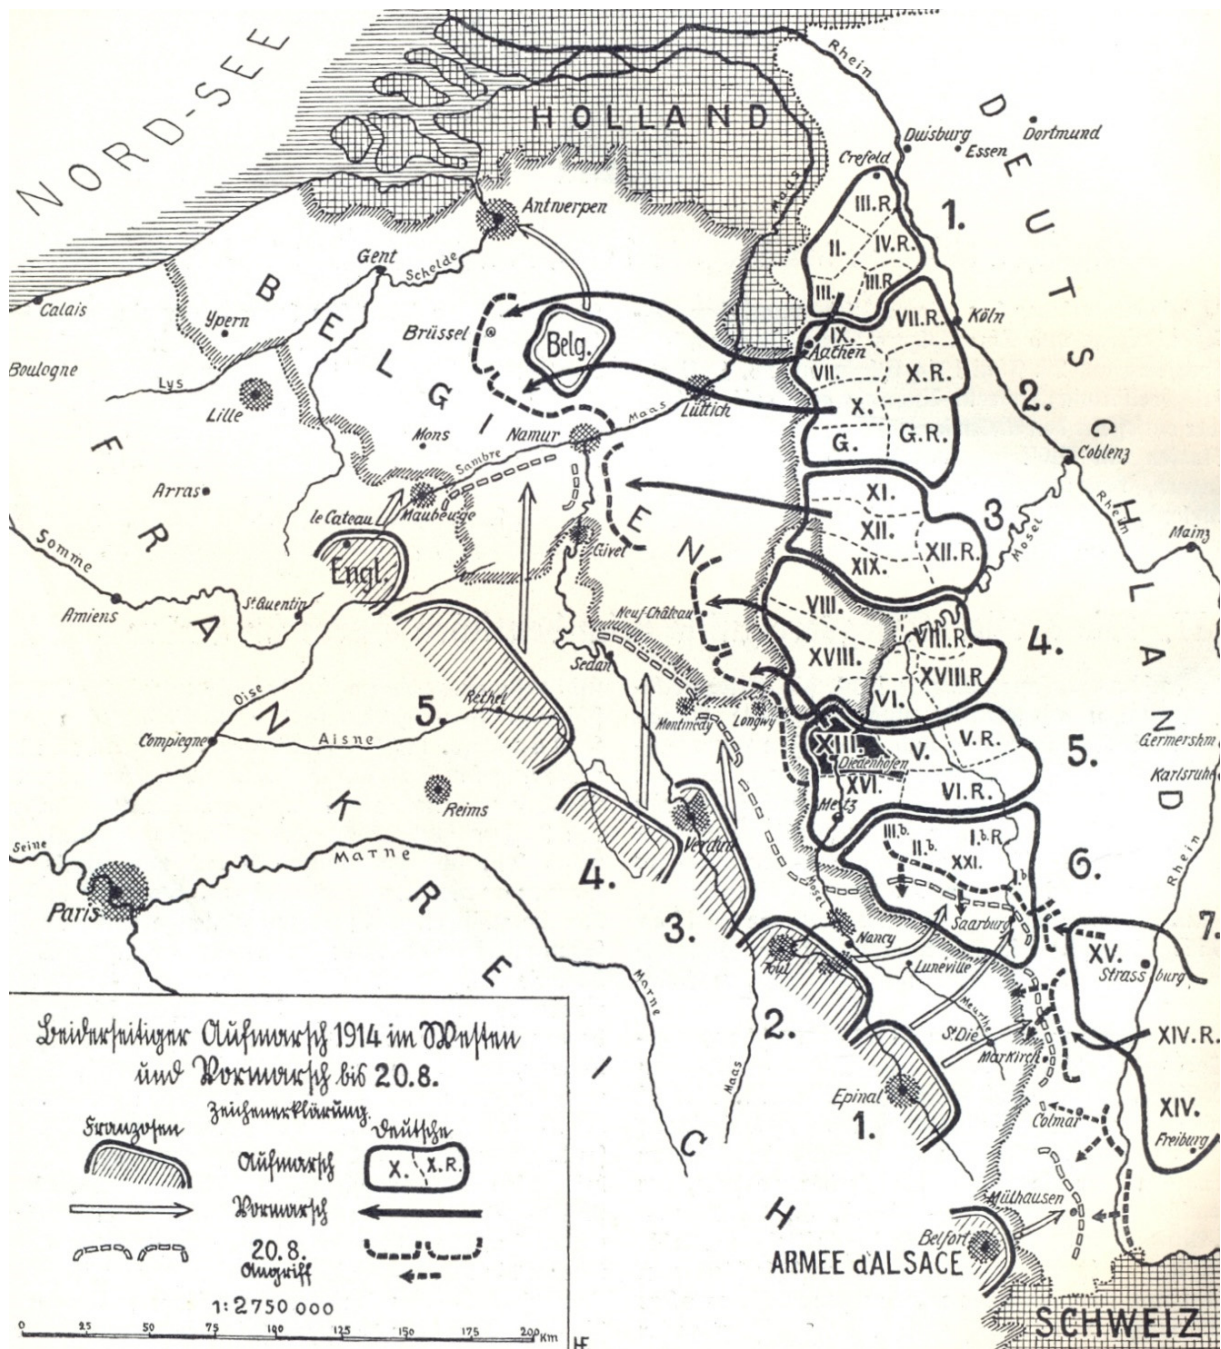 NORD-SEE
HOLLAND
DEUTSCHLAND
BELGIEN
FRANKREICH
SCHWEIZ
ARMEE d'ALSACE
Rhein
Duisburg
Dortmund
Essen
Crefeld
Maas
Antwerpen
Gent
Schelde
Calais
Ypern
Brüssel
Belg.
Boulogne
Lys
Lille
Mons
Namur
Maas
Lüttich
Sambre
Arras
le Cateau
Maubeuge
Givet
Somme
Engl.
Amiens
St. Quentin
Neuf-Château
Sedan
Oise
Rethel
Montmedy
Longwy
Compiegne
Aisne
Reims
Verdun
Seine
Marne
Paris
Marne
Maas
Toul
Nancy
Mosel
Luneville
Meurthe
St. Dié
Markirch
Epinal
Colmar
Mülhausen
Belfort
III.R.
II.
IV.R.
III.
III.R.
1.
IX.
Aachen
VII.R.
Köln
VII.
X.R.
X.
G.
G.R.
2.
Coblenz
Rhein
Mosel
Mainz
XI.
XII.
XII.R.
XIX.
3.
VIII.
VIII.R.
XVIII.
XVIII.R.
VI.
4.
XIII.
Diedenhofen
V.
V.R.
XVI.
VI.R.
Metz
5.
Germershm.
Karlsruhe
III.b.
II.b.
I.b.R.
XXI.
I.b.
Saarburg
6.
Rhein
7.
XV.
Strassburg
XIV.R.
XIV.
Freiburg
5.
4.
3.
2.
1.
Beiderseitiger Aufmarsch 1914 im Westen
und Vormarsch bis 20.8.
Zeichenerklärung.
Franzosen
Deutsche
Aufmarsch
X. X.R.
Vormarsch
20.8.
Angriff
1:2750 000
0 25 50 75 100 125 150 175 200 Km